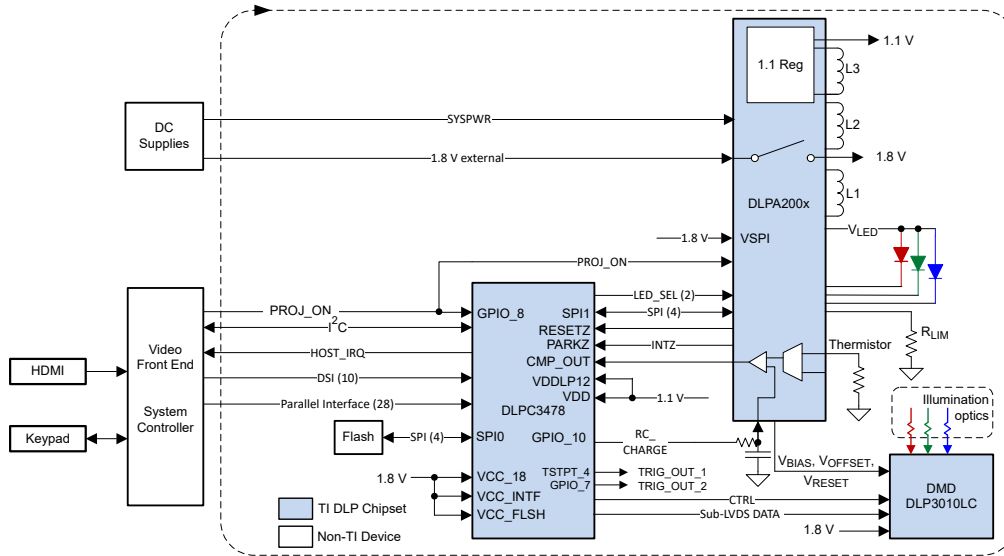 1.1 V
1.1 Reg
L3
DC
Supplies
SYSPWR
L2
1.8 V external
1.8 V
L1
DLPA200x
VLED
1.8 V
VSPI
PROJ_ON
LED_SEL (2)
PROJ_ON
GPIO_8
SPI1
SPI (4)
I2C
RESETZ
RLIM
Video
Front End
HOST_IRQ
PARKZ
INTZ
Thermistor
HDMI
CMP_OUT
DSI (10)
VDDLP12
System
Controller
Parallel Interface (28)
VDD
1.1 V
Illumination
optics
DLPC3478
Keypad
Flash
SPI (4)
SPI0
GPIO_10
RC_
CHARGE
VBIAS, VOFFSET,
VRESET
1.8 V
VCC_18
TSTPT_4
TRIG_OUT_1
GPIO_7
TRIG_OUT_2
DMD
DLP3010LC
VCC_INTF
CTRL
TI DLP Chipset
VCC_FLSH
Sub-LVDS DATA
1.8 V
Non-TI Device